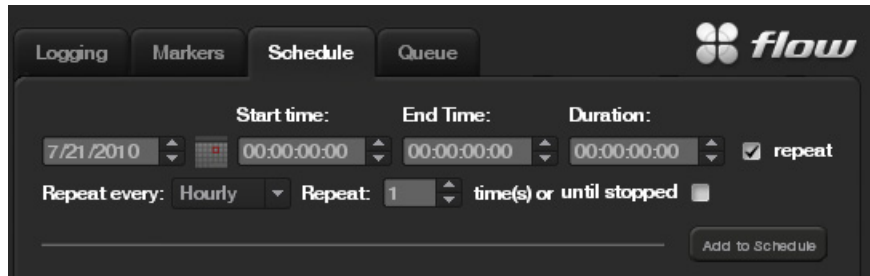 Logging Markers Schedule Queue flow
Start time: End Time: Duration:
7/21/2010 00:00:00:00 00:00:00:00 00:00:00:00 repeat
Repeat every: Hourly Repeat: 1 time(s) or until stopped
Add to Schedule